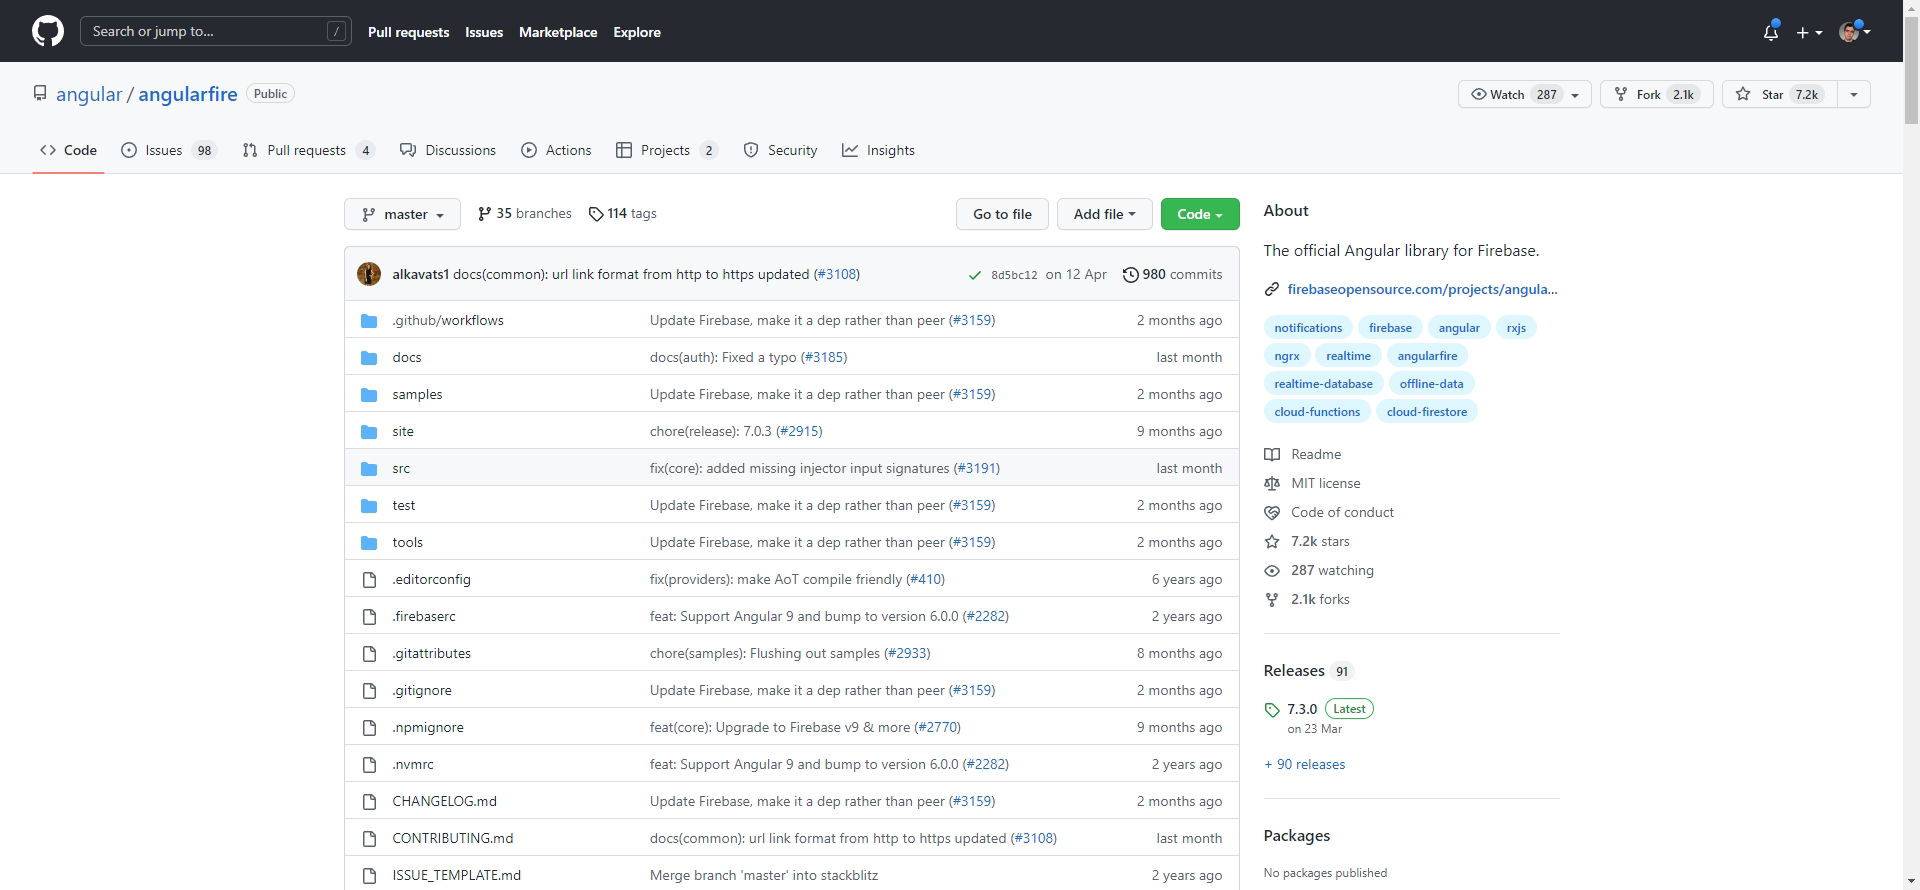 Search or jump to... /
Pull requests Issues Marketplace Explore
angular / angularfire Public
Watch 287 Fork 2.1k Star 7.2k
Code Issues 98 Pull requests 4 Discussions Actions Projects 2 Security Insights
master 35 branches 114 tags Go to file Add file Code
alkavats1 docs(common): url link format from http to https updated (#3108) 8d5bc12 on 12 Apr 980 commits
.github/workflows Update Firebase, make it a dep rather than peer (#3159) 2 months ago
docs docs(auth): Fixed a typo (#3185) last month
samples Update Firebase, make it a dep rather than peer (#3159) 2 months ago
site chore(release): 7.0.3 (#2915) 9 months ago
src fix(core): added missing injector input signatures (#3191) last month
test Update Firebase, make it a dep rather than peer (#3159) 2 months ago
tools Update Firebase, make it a dep rather than peer (#3159) 2 months ago
.editorconfig fix(providers): make AoT compile friendly (#410) 6 years ago
.firebaserc feat: Support Angular 9 and bump to version 6.0.0 (#2282) 2 years ago
.gitattributes chore(samples): Flushing out samples (#2933) 8 months ago
.gitignore Update Firebase, make it a dep rather than peer (#3159) 2 months ago
.npmignore feat(core): Upgrade to Firebase v9 & more (#2770) 9 months ago
.nvmrc feat: Support Angular 9 and bump to version 6.0.0 (#2282) 2 years ago
CHANGELOG.md Update Firebase, make it a dep rather than peer (#3159) 2 months ago
CONTRIBUTING.md docs(common): url link format from http to https updated (#3108) last month
ISSUE_TEMPLATE.md Merge branch 'master' into stackblitz 2 years ago
About
The official Angular library for Firebase.
firebaseopensource.com/projects/angula...
notifications firebase angular rxjs
ngrx realtime angularfire
realtime-database offline-data
cloud-functions cloud-firestore
Readme
MIT license
Code of conduct
7.2k stars
287 watching
2.1k forks
Releases 91
7.3.0 Latest
on 23 Mar
+ 90 releases
Packages
No packages published